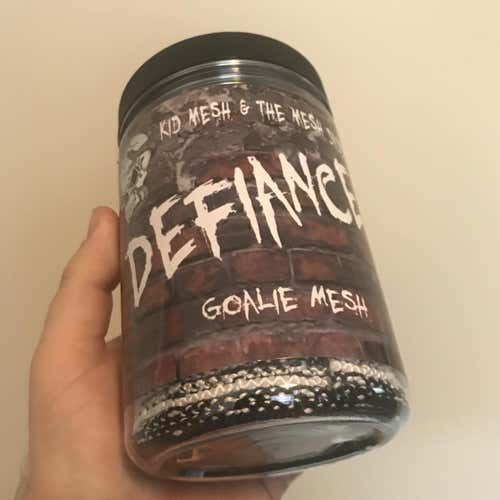 KID MESH & THE MESH
DEFIANCE
GOALIE MESH